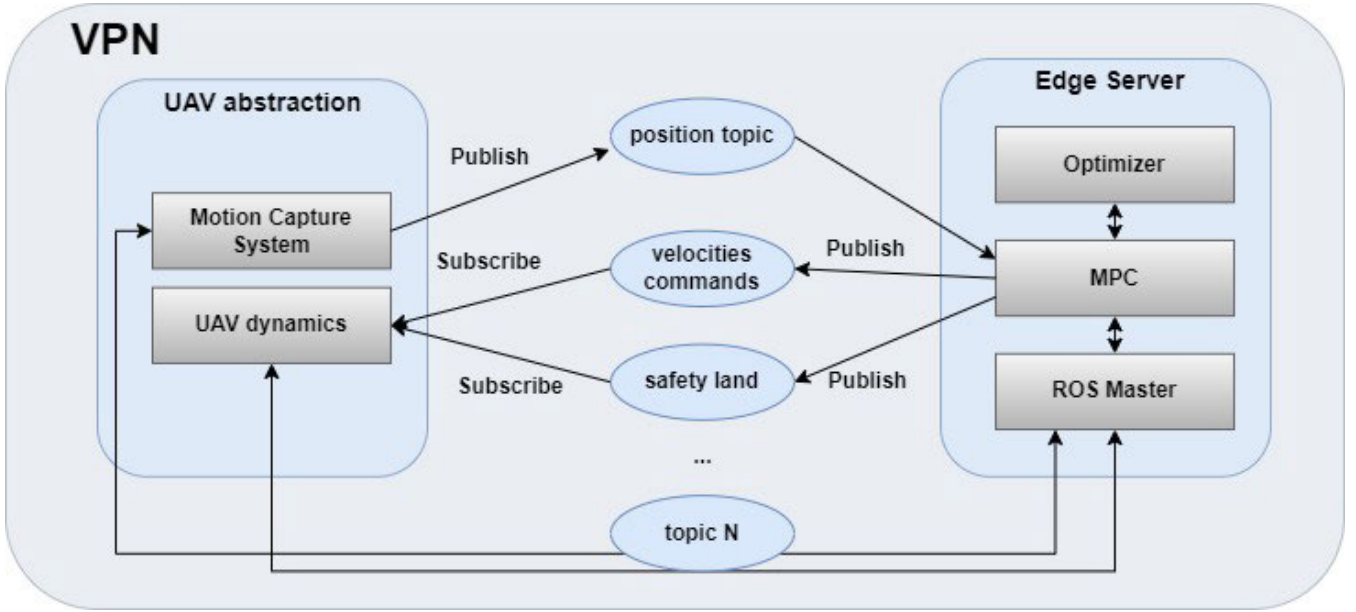 VPN
UAV abstraction
Edge Server
position topic
Publish
Optimizer
Motion Capture
System
Subscribe
velocities
commands
Publish
MPC
UAV dynamics
Subscribe
safety land
Publish
ROS Master
...
topic N